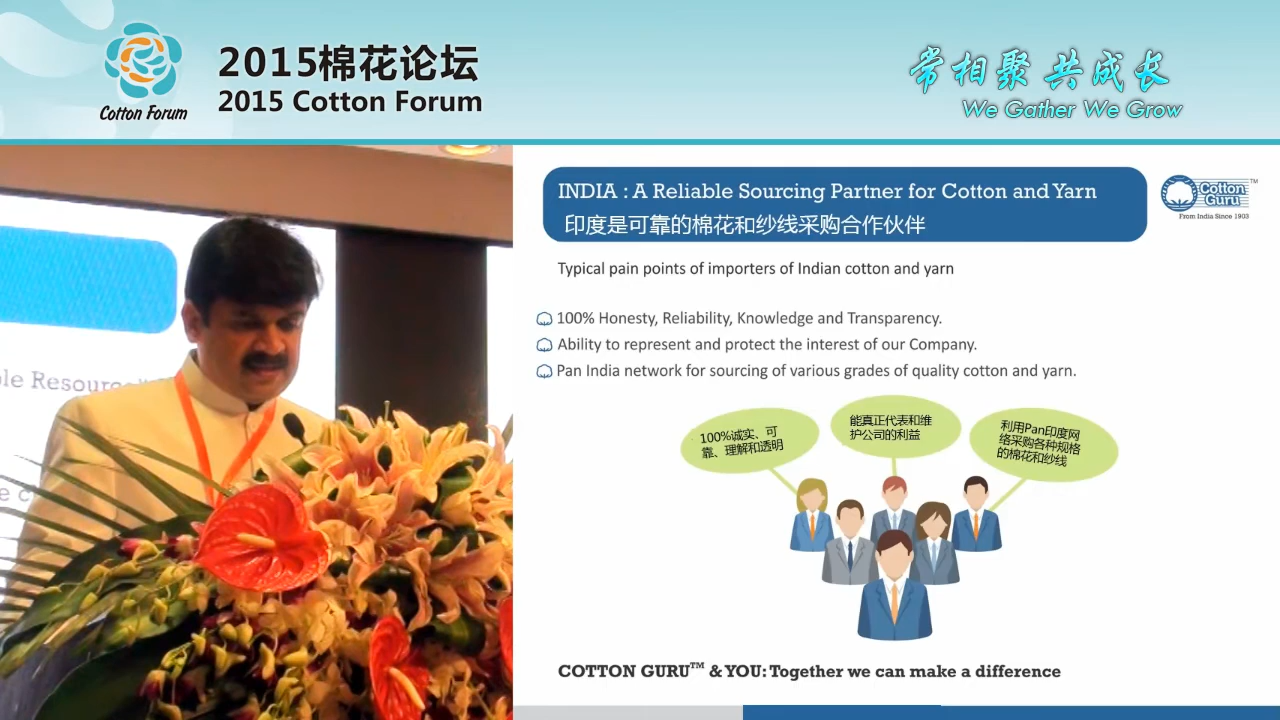 2015棉花论坛
2015 Cotton Forum
Cotton Forum
常相聚 共成长
We Gather We Grow
INDIA : A Reliable Sourcing Partner for Cotton and Yarn
印度是可靠的棉花和纱线采购合作伙伴
Cotton
Guru
TM
From India Since 1903
Typical pain points of importers of Indian cotton and yarn
100% Honesty, Reliability, Knowledge and Transparency.
Ability to represent and protect the interest of our Company.
Pan India network for sourcing of various grades of quality cotton and yarn.
100%诚实、可
靠、理解和透明
能真正代表和维
护公司的利益
利用Pan印度网
络采购各种规格
的棉花和纱线
COTTON GURU™ & YOU: Together we can make a difference